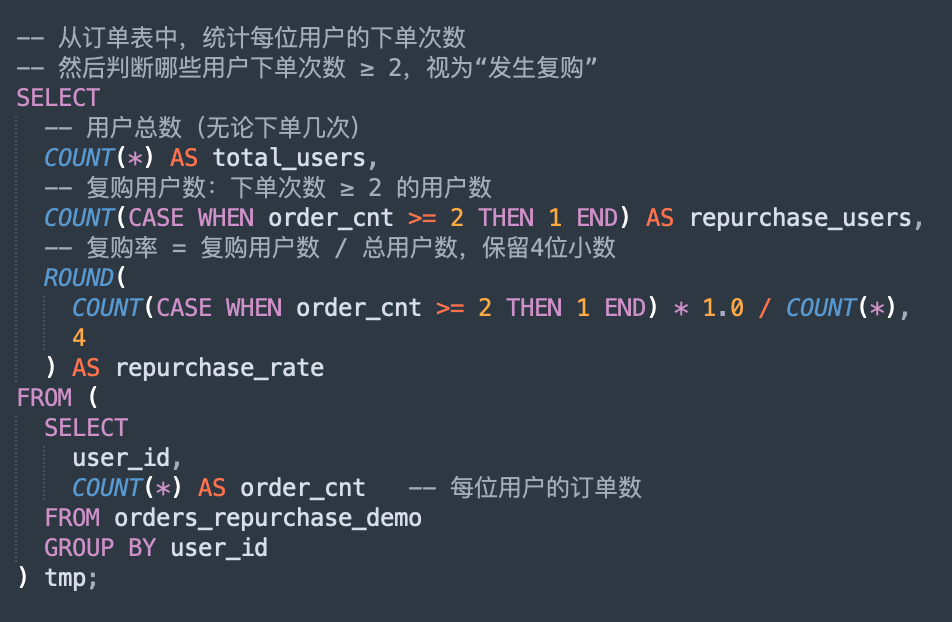 -- 从订单表中，统计每位用户的下单次数
-- 然后判断哪些用户下单次数 ≥ 2，视为“发生复购”
SELECT
  -- 用户总数（无论下单几次）
  COUNT(*) AS total_users,
  -- 复购用户数：下单次数 ≥ 2 的用户数
  COUNT(CASE WHEN order_cnt >= 2 THEN 1 END) AS repurchase_users,
  -- 复购率 = 复购用户数 / 总用户数，保留4位小数
  ROUND(
    COUNT(CASE WHEN order_cnt >= 2 THEN 1 END) * 1.0 / COUNT(*),
    4
  ) AS repurchase_rate
FROM (
  SELECT
    user_id,
    COUNT(*) AS order_cnt   -- 每位用户的订单数
  FROM orders_repurchase_demo
  GROUP BY user_id
) tmp;